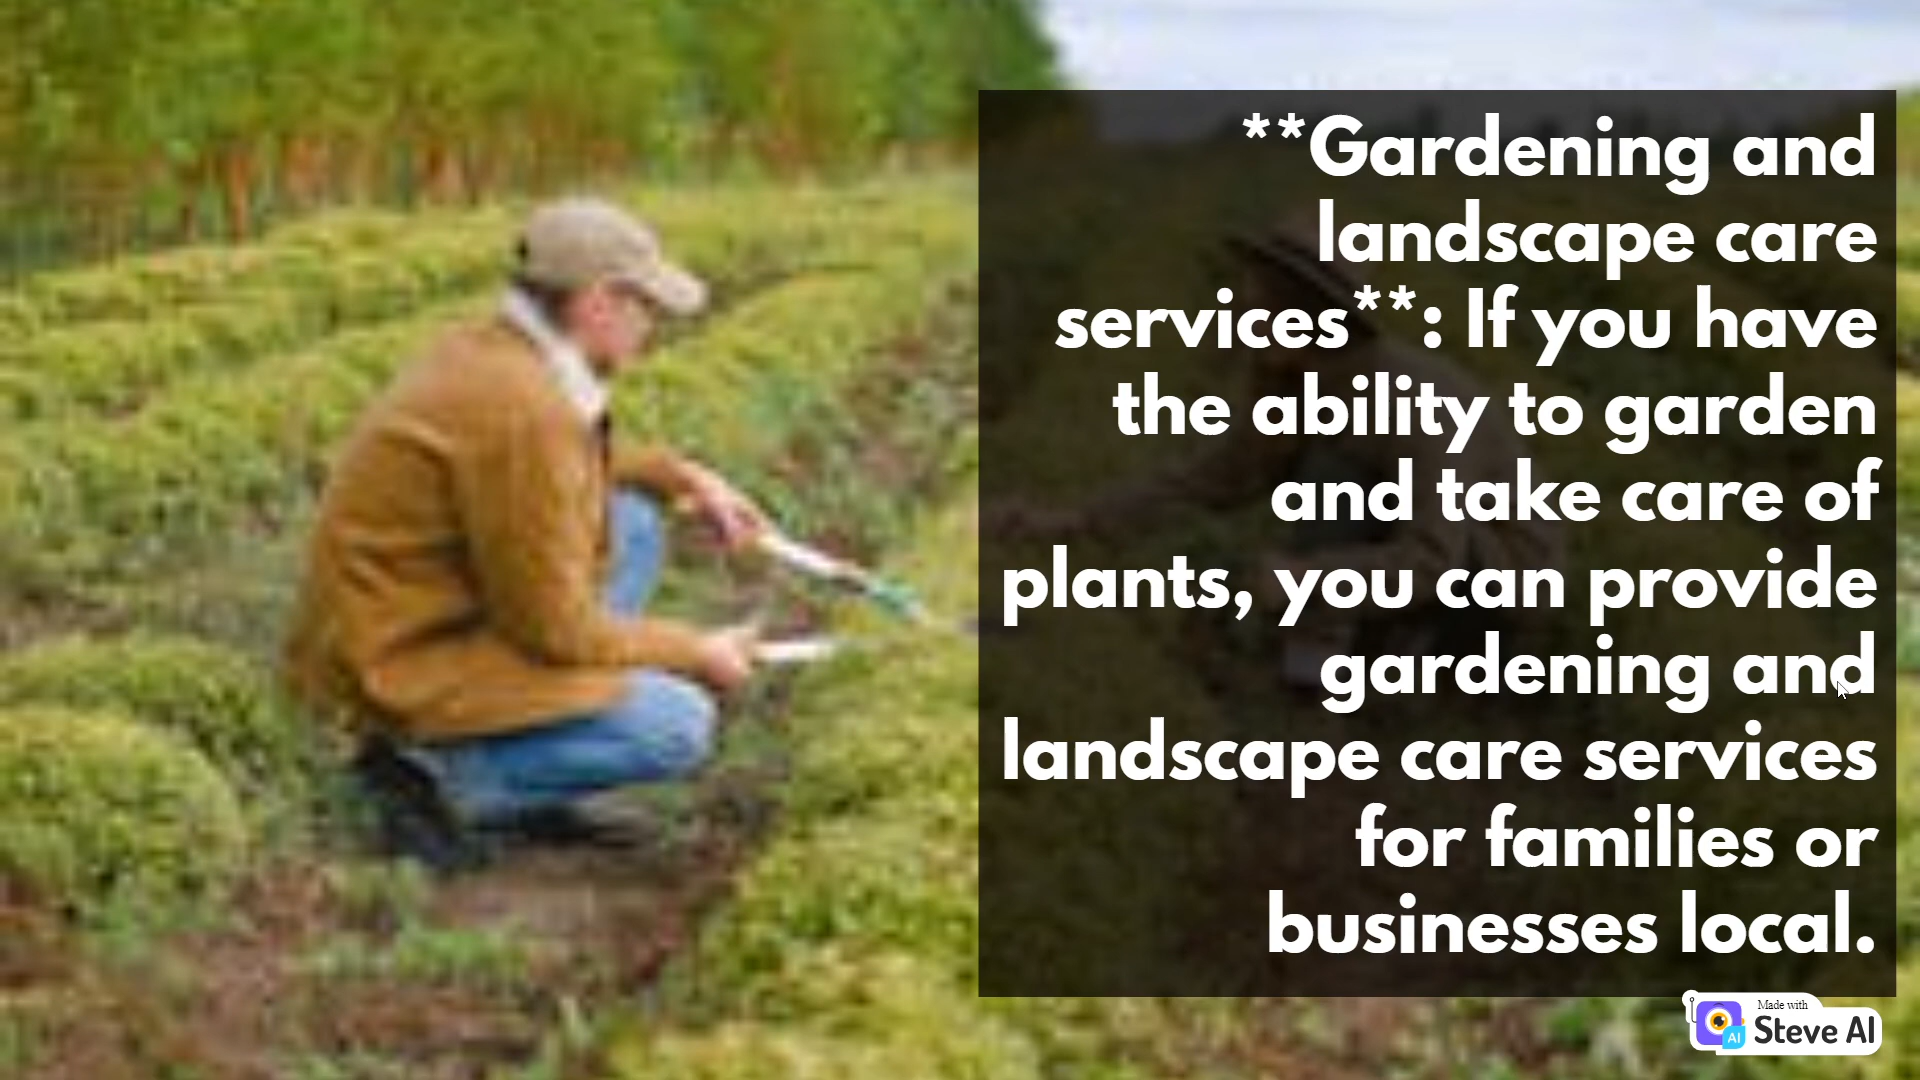 **Gardening and
landscape care
services**: If you have
the ability to garden
and take care of
plants, you can provide
gardening and
landscape care services
for families or
businesses local.
Made with
Steve AI
AI